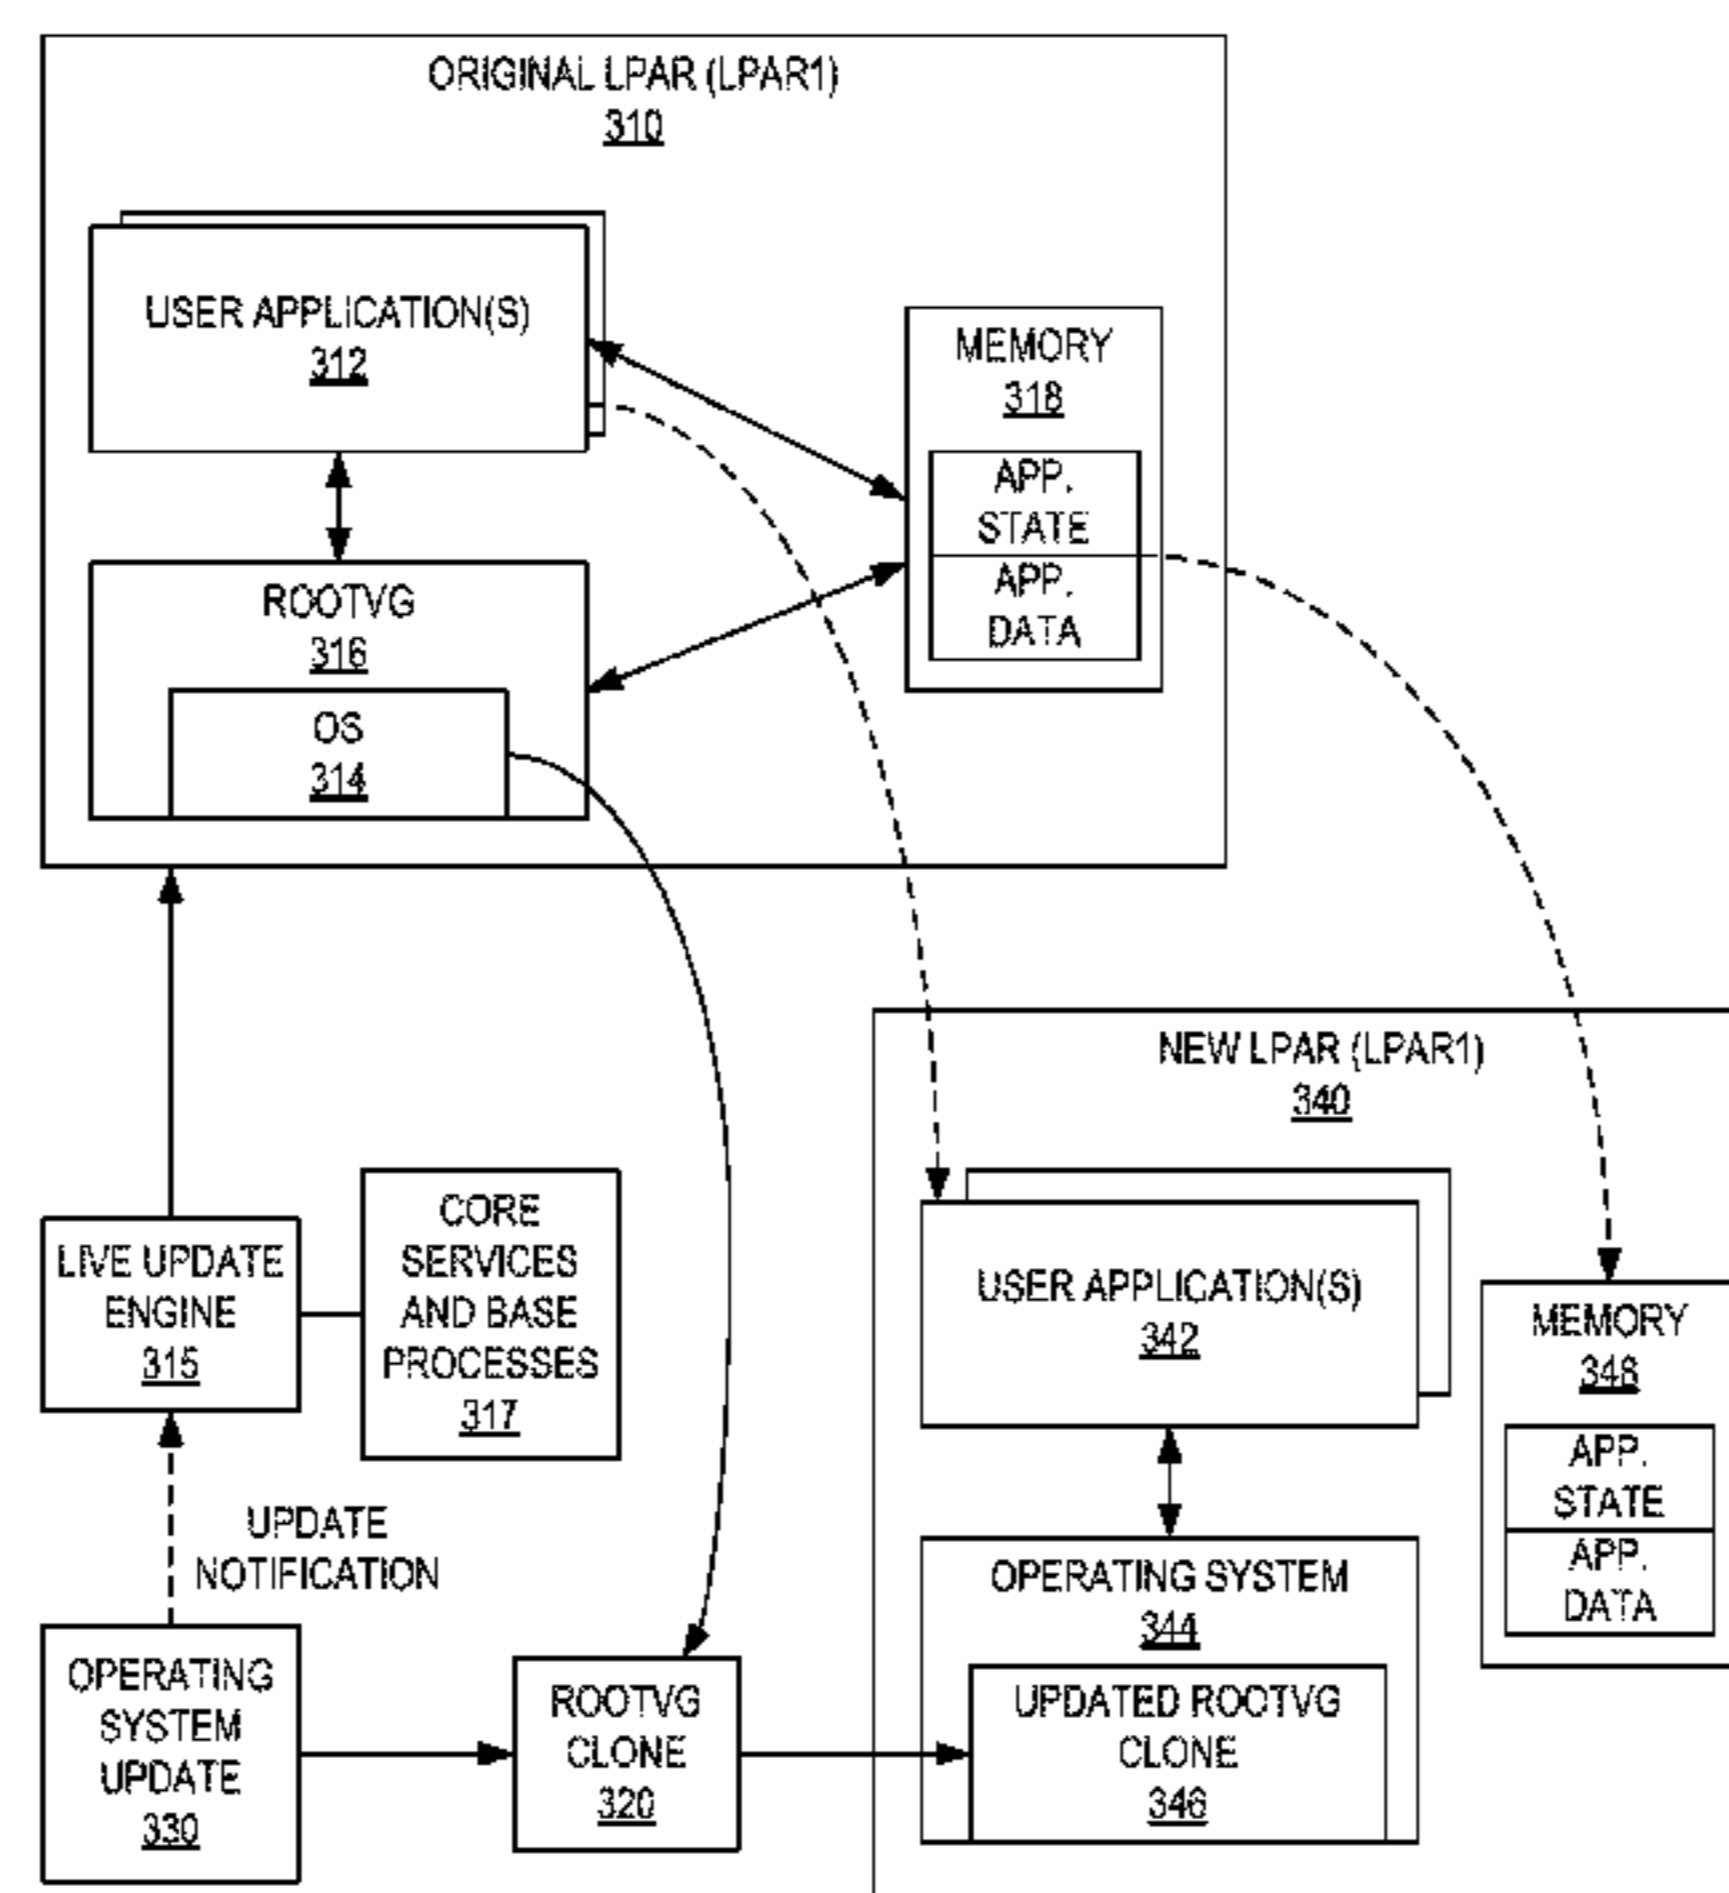 ORIGINAL LPAR (LPAR1)
310
USER APPLICATION(S)
312
MEMORY
318
APP.
STATE
APP.
DATA
ROOTVG
316
OS
314
NEW LPAR (LPAR1)
340
CORE
SERVICES
AND BASE
PROCESSES
317
LIVE UPDATE
ENGINE
315
USER APPLICATION(S)
342
MEMORY
348
APP.
STATE
APP.
DATA
UPDATE
NOTIFICATION
OPERATING SYSTEM
344
OPERATING
SYSTEM
UPDATE
330
ROOTVG
CLONE
320
UPDATED ROOTVG
CLONE
346